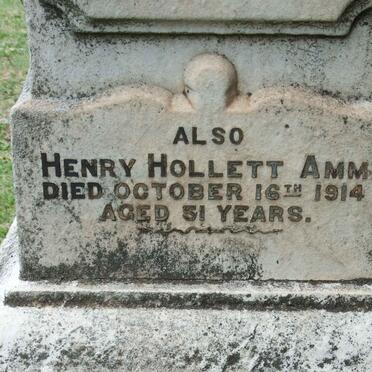 ALSO
HENRY HOLLETT AMM
DIED OCTOBER 16TH 1914
AGED 51 YEARS.